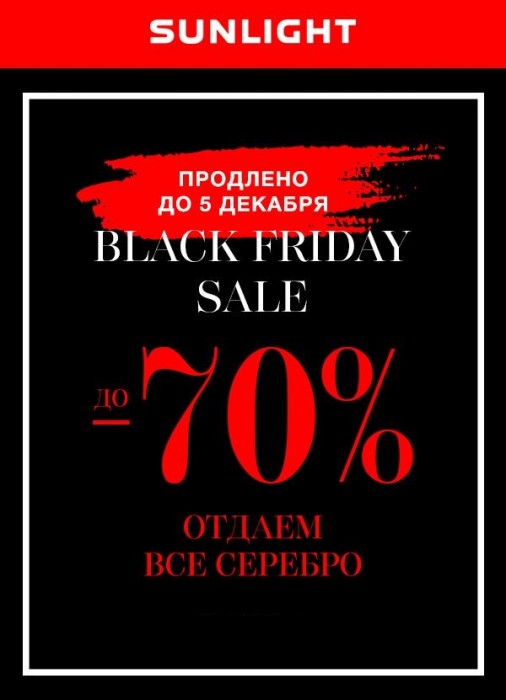 SUNLIGHT
ПРОДЛЕНО
ДО 5 ДЕКАБРЯ
BLACK FRIDAY
SALE
ДО -70%
ОТДАЕМ
ВСЕ СЕРЕБРО